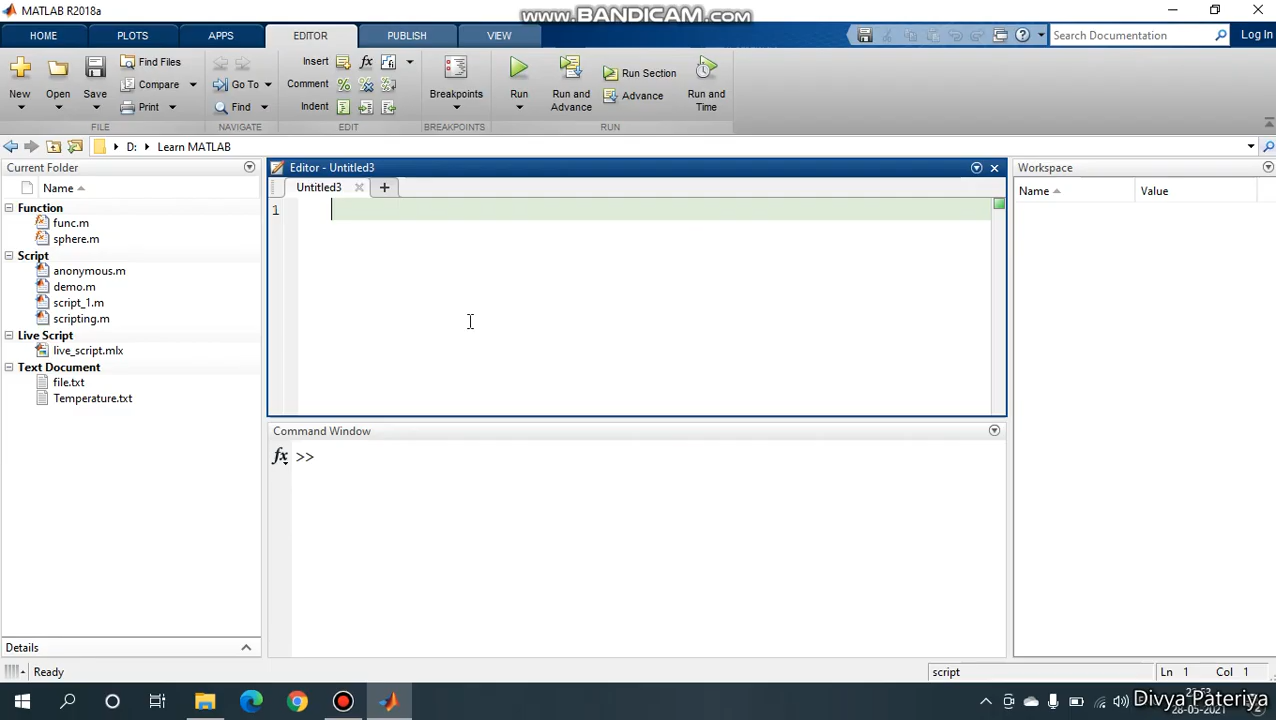 MATLAB R2018a
www.BANDICAM.com
HOME PLOTS APPS EDITOR PUBLISH VIEW
Search Documentation
Log In
New
Open
Save
Find Files
Compare
Print
FILE
Go To
Find
NAVIGATE
Insert
Comment
Indent
EDIT
Breakpoints
BREAKPOINTS
Run
Run and Advance
Run Section
Advance
Run and Time
RUN
D: Learn MATLAB
Current Folder
Name
Function
func.m
sphere.m
Script
anonymous.m
demo.m
script_1.m
scripting.m
Live Script
live_script.mlx
Text Document
file.txt
Temperature.txt
Details
Editor - Untitled3
Untitled3
1
Command Window
fx >>
Workspace
Name Value
Ready
script
Ln 1 Col 1
Divya Pateriya
28-05-2021